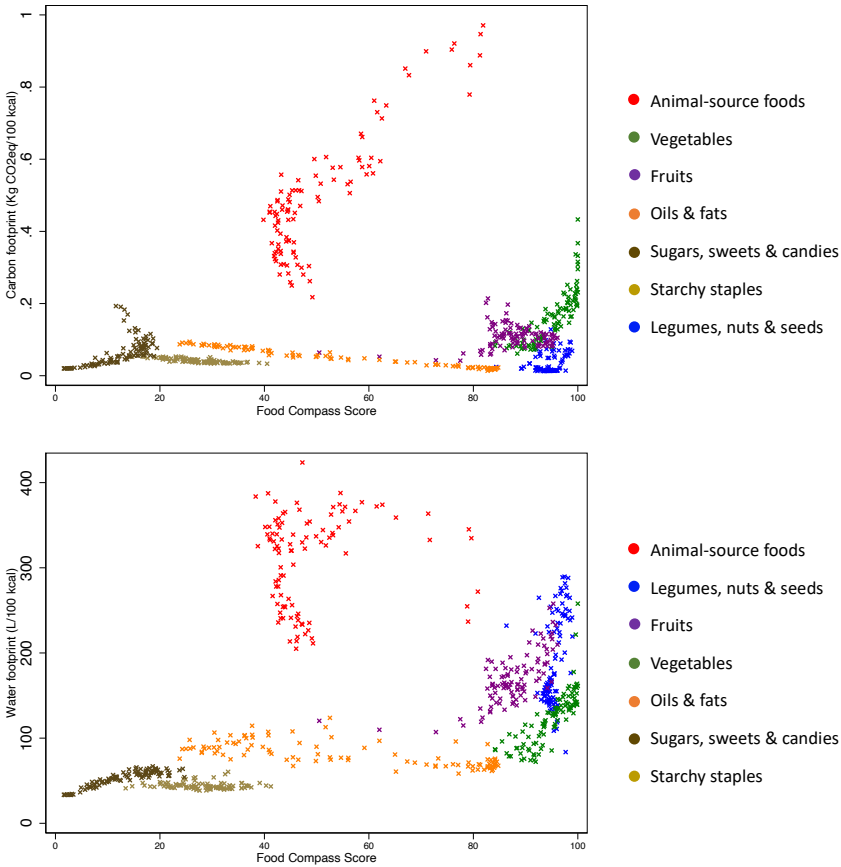 1
.8
.6
.4
.2
0
Carbon footprint (Kg CO2eq/100 kcal)
0 20 40 60 80 100
Food Compass Score
Animal-source foods
Vegetables
Fruits
Oils & fats
Sugars, sweets & candies
Starchy staples
Legumes, nuts & seeds
400
300
200
100
0
Water footprint (L/100 kcal)
0 20 40 60 80 100
Food Compass Score
Animal-source foods
Legumes, nuts & seeds
Fruits
Vegetables
Oils & fats
Sugars, sweets & candies
Starchy staples